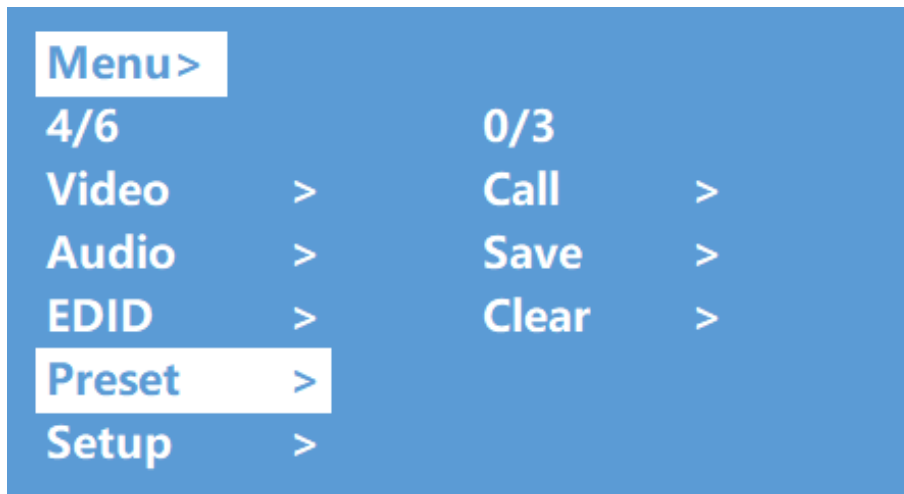 Menu>
4/6 0/3
Video > Call >
Audio > Save >
EDID > Clear >
Preset >
Setup >